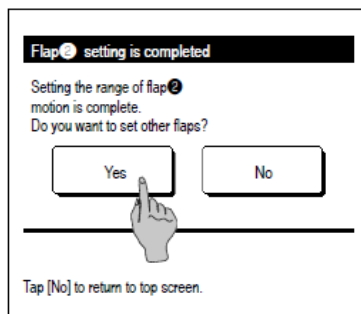 Flap❷ setting is completed
Setting the range of flap❷
motion is complete.
Do you want to set other flaps?
Yes
No
Tap [No] to return to top screen.